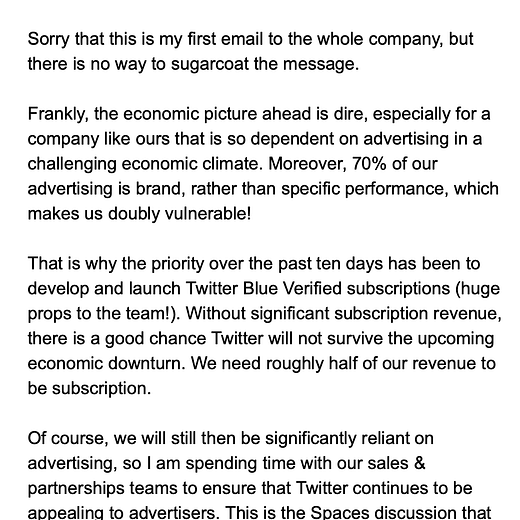 Sorry that this is my first email to the whole company, but
there is no way to sugarcoat the message.
Frankly, the economic picture ahead is dire, especially for a
company like ours that is so dependent on advertising in a
challenging economic climate. Moreover, 70% of our
advertising is brand, rather than specific performance, which
makes us doubly vulnerable!
That is why the priority over the past ten days has been to
develop and launch Twitter Blue Verified subscriptions (huge
props to the team!). Without significant subscription revenue,
there is a good chance Twitter will not survive the upcoming
economic downturn. We need roughly half of our revenue to
be subscription.
Of course, we will still then be significantly reliant on
advertising, so I am spending time with our sales &
partnerships teams to ensure that Twitter continues to be
appealing to advertisers. This is the Spaces discussion that